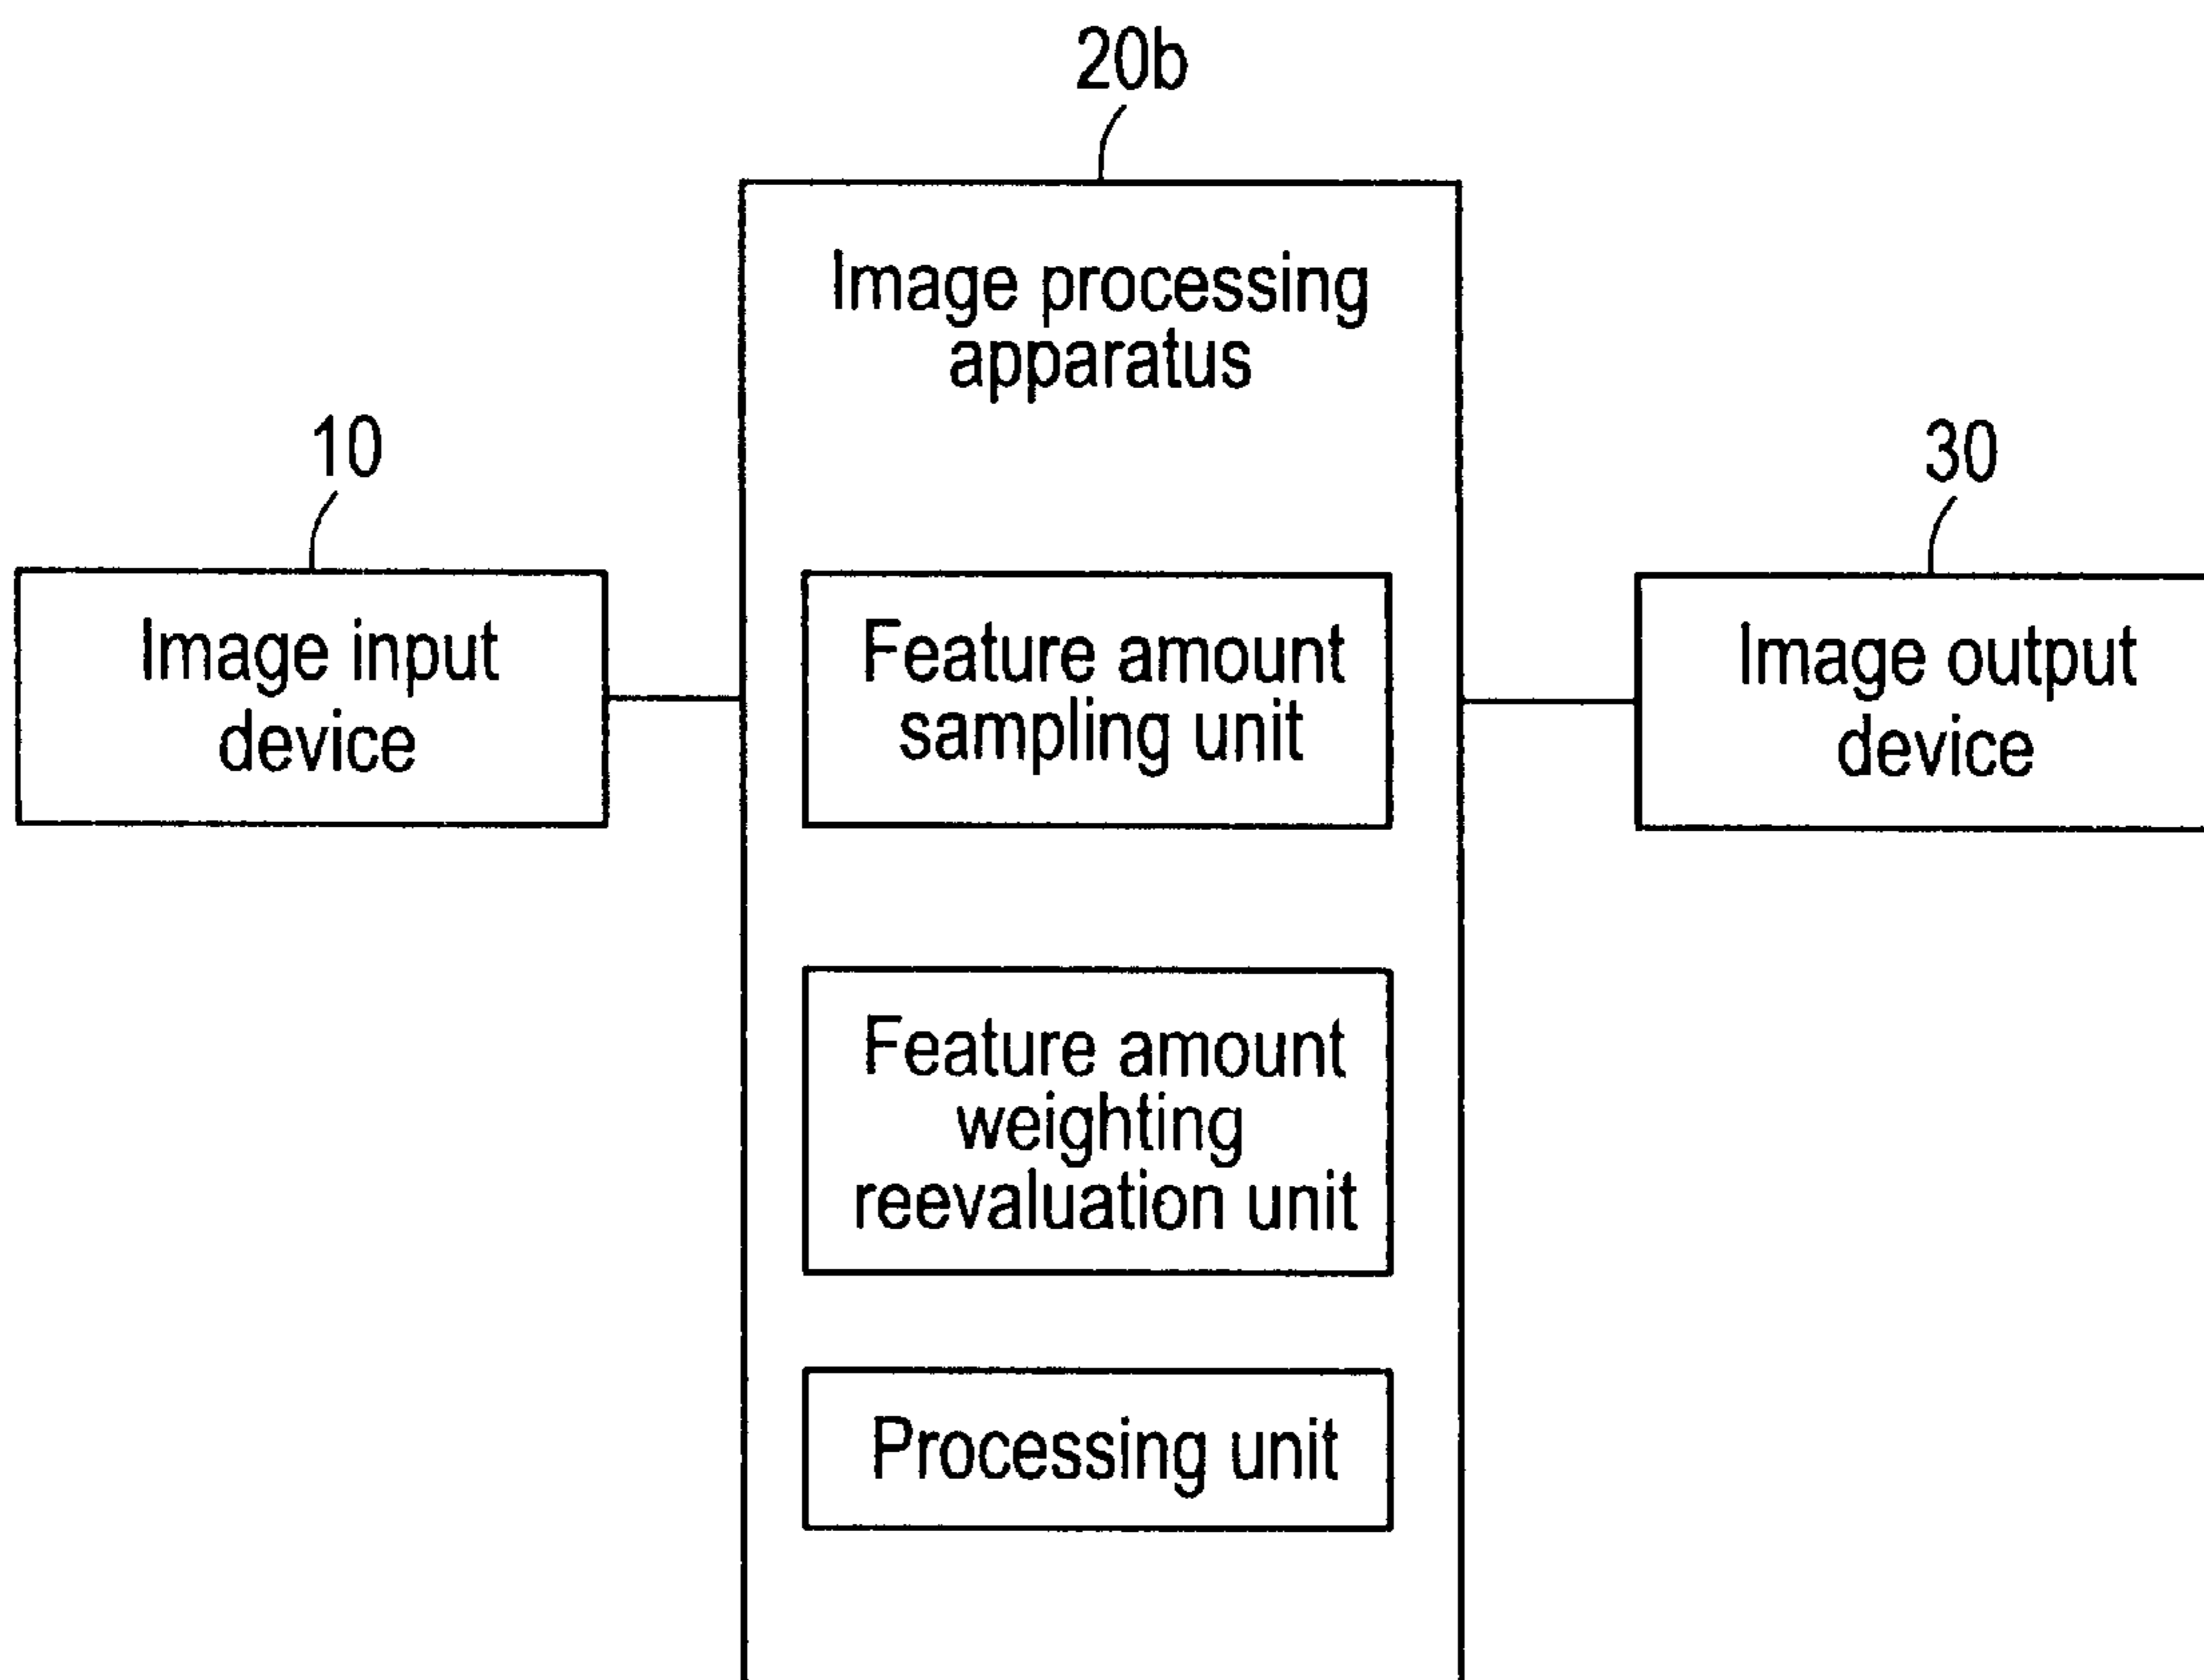 20b
Image processing
apparatus
10
Image input
device
Feature amount
sampling unit
30
Image output
device
Feature amount
weighting
reevaluation unit
Processing unit